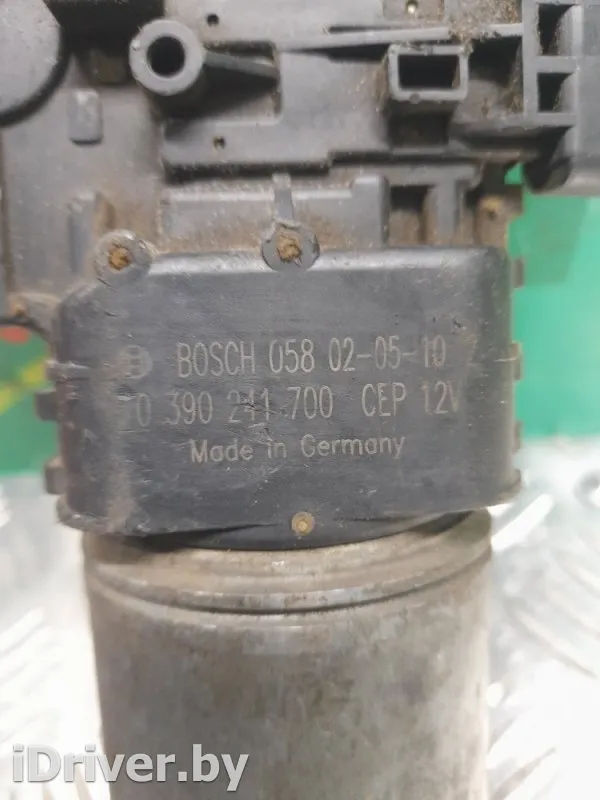 BOSCH 058 02-05-10
0 390 241 700 CEP 12V
Made in Germany
iDriver.by